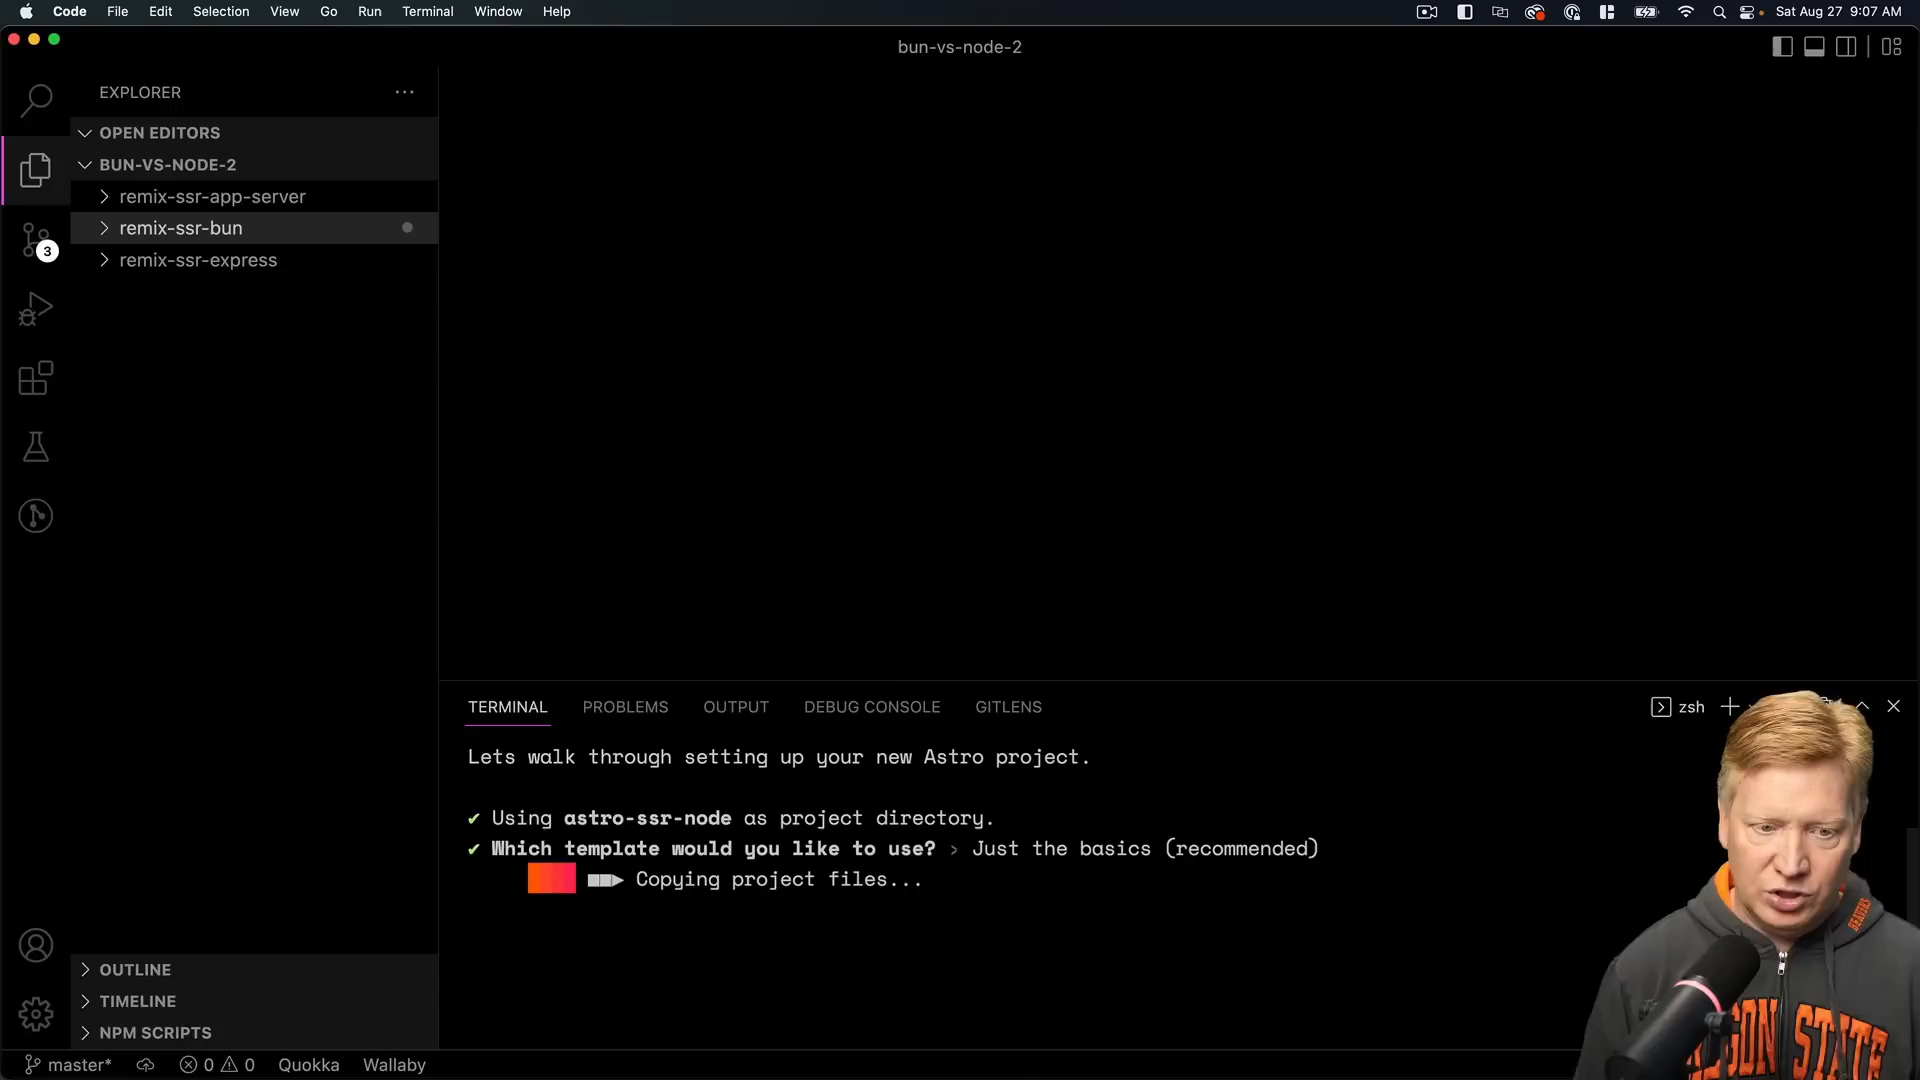 Code File Edit Selection View Go Run Terminal Window Help
Sat Aug 27 9:07 AM
bun-vs-node-2
EXPLORER
OPEN EDITORS
BUN-VS-NODE-2
remix-ssr-app-server
remix-ssr-bun
remix-ssr-express
3
TERMINAL PROBLEMS OUTPUT DEBUG CONSOLE GITLENS
zsh
Lets walk through setting up your new Astro project.
✔ Using astro-ssr-node as project directory.
✔ Which template would you like to use? › Just the basics (recommended)
Copying project files...
BEAVERS
STATE
OUTLINE
TIMELINE
NPM SCRIPTS
master* 0 0 Quokka Wallaby